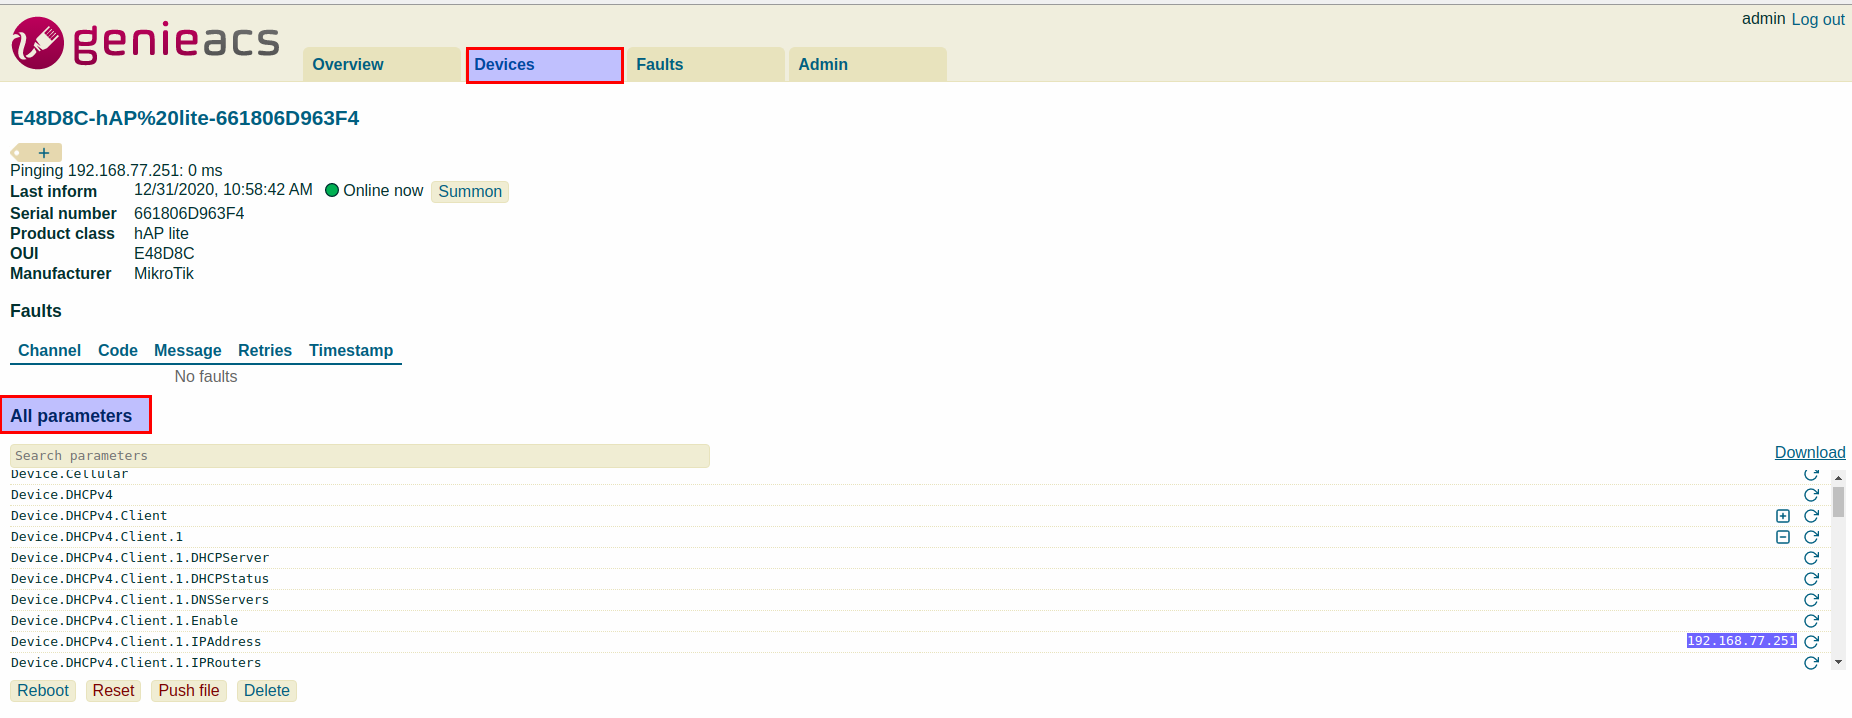 admin Log out
genieacs
Overview Devices Faults Admin
E48D8C-hAP%20lite-661806D963F4
+
Pinging 192.168.77.251: 0 ms
Last inform 12/31/2020, 10:58:42 AM Online now Summon
Serial number 661806D963F4
Product class hAP lite
OUI E48D8C
Manufacturer MikroTik
Faults
Channel Code Message Retries Timestamp
No faults
All parameters
Search parameters Download
Device.Cellular
Device.DHCPv4
Device.DHCPv4.Client
Device.DHCPv4.Client.1
Device.DHCPv4.Client.1.DHCPServer
Device.DHCPv4.Client.1.DHCPStatus
Device.DHCPv4.Client.1.DNSServers
Device.DHCPv4.Client.1.Enable
Device.DHCPv4.Client.1.IPAddress 192.168.77.251
Device.DHCPv4.Client.1.IPRouters
Reboot Reset Push file Delete